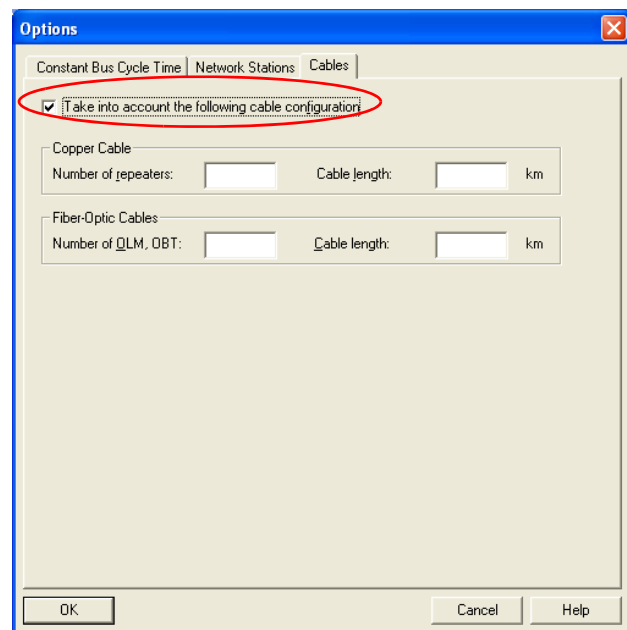 Options
Constant Bus Cycle Time Network Stations Cables
Take into account the following cable configuration
Copper Cable
Number of repeaters: Cable length: km
Fiber-Optic Cables
Number of OLM, OBT: Cable length: km
OK Cancel Help